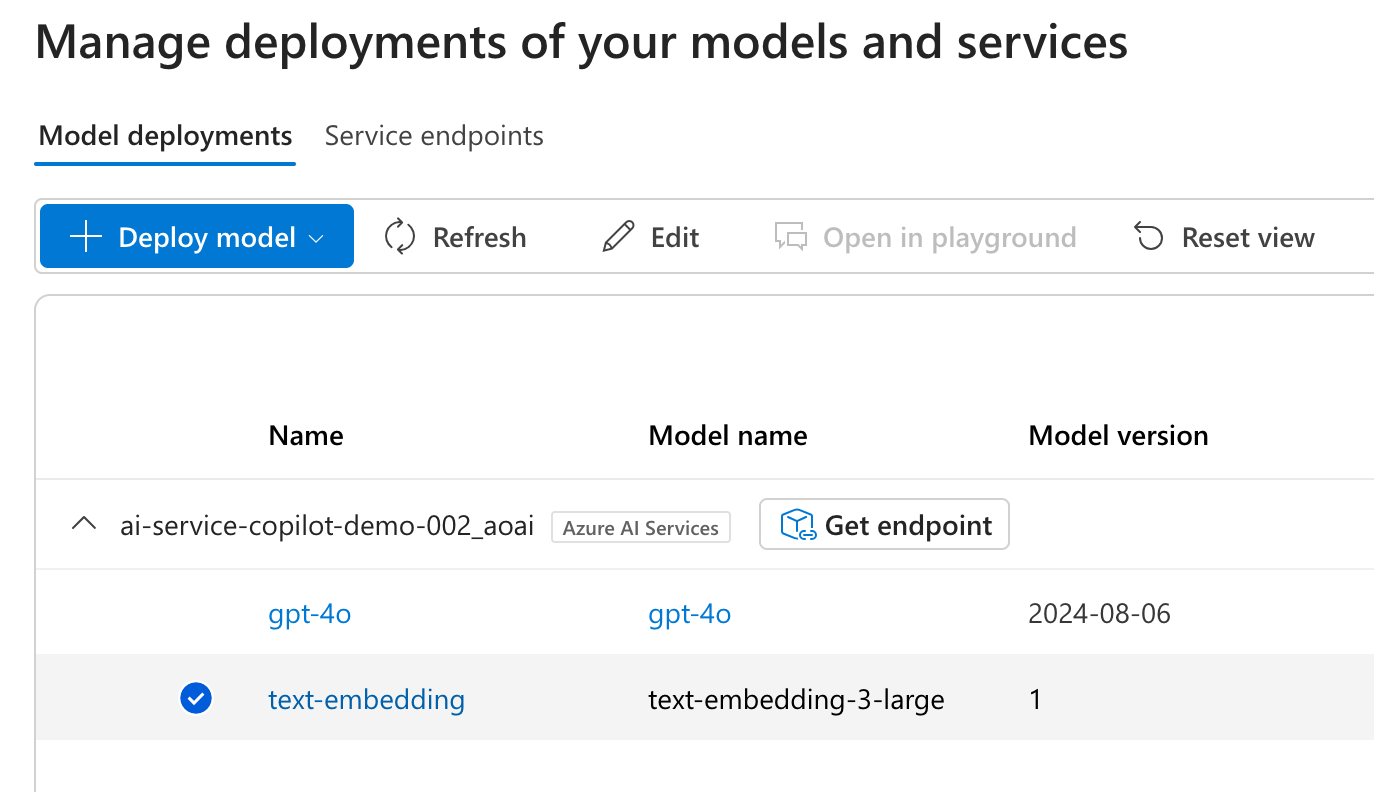 Manage deployments of your models and services
Model deployments Service endpoints
Deploy model Refresh Edit Open in playground Reset view
Name Model name Model version
ai-service-copilot-demo-002_aoai Azure AI Services Get endpoint
gpt-4o gpt-4o 2024-08-06
text-embedding text-embedding-3-large 1